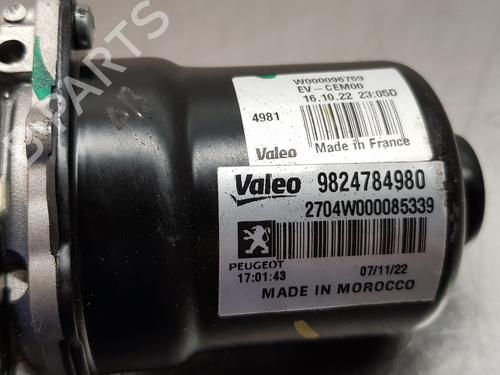 W000096759
EV-CEM00
16.10.22 23:05D
4981
Valeo Made in France
Valeo 9824784980
2704W000085339
PEUGEOT
17:01:43 07/11/22
MADE IN MOROCCO